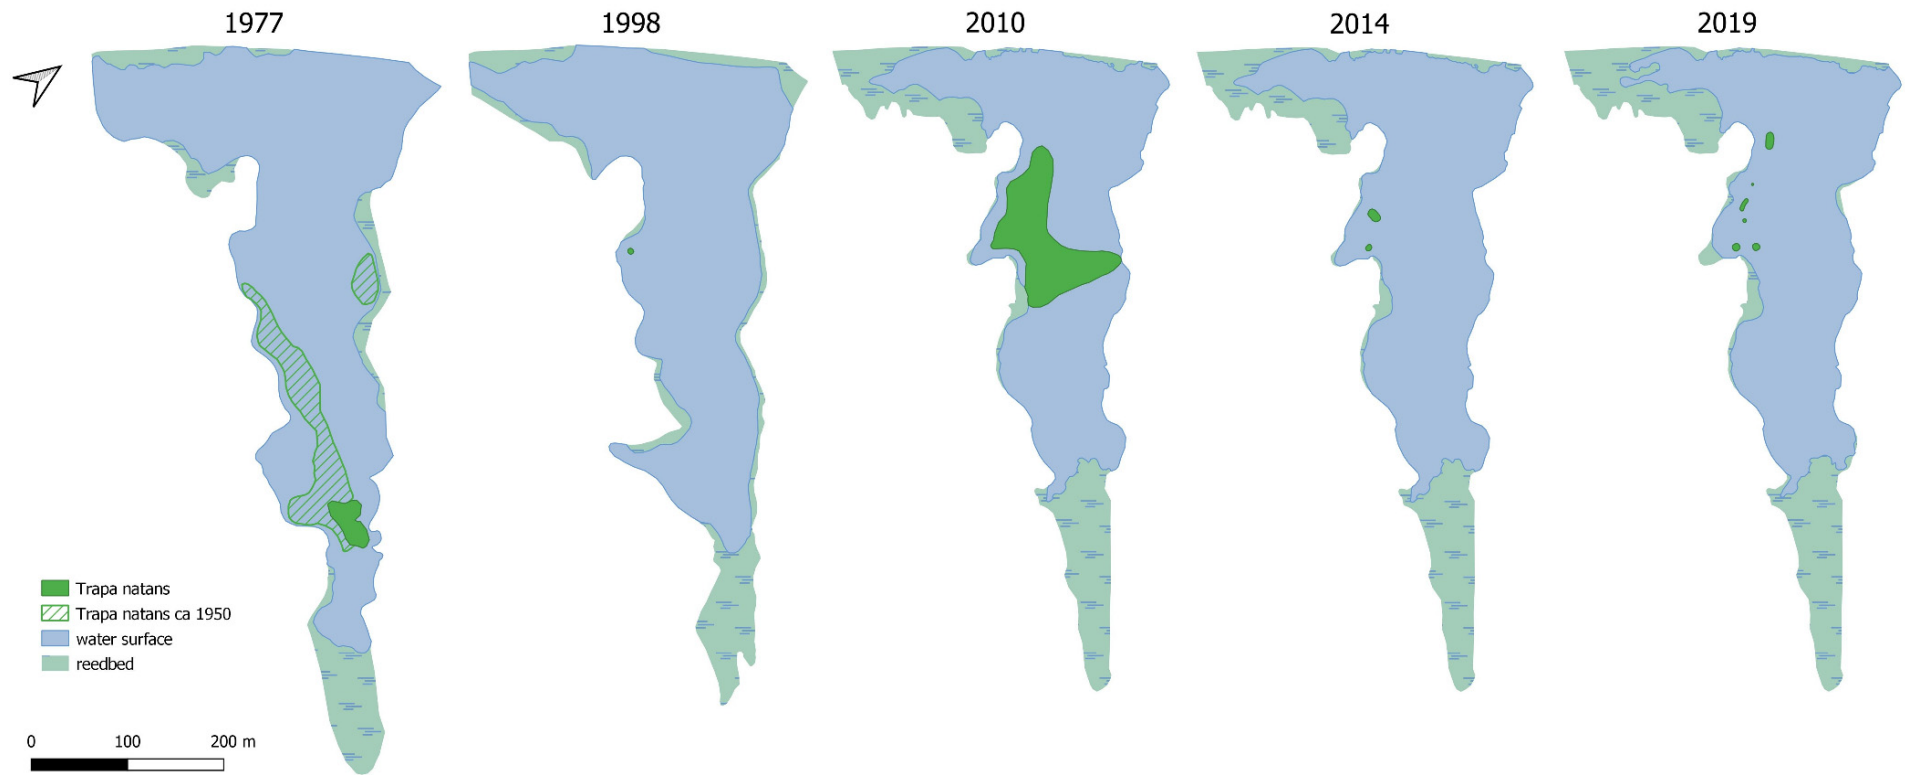 1977 1998 2010 2014 2019
Trapa natans
Trapa natans ca 1950
water surface
reedbed
0 100 200 m